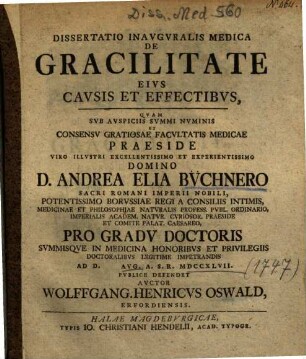 Diss. Med 560
No 664.
DISSERTATIO INAVGVRALIS MEDICA
DE
GRACILITATE
EIVS
CAVSIS ET EFFECTIBVS,
QVAM
SVB AVSPICIIS SVMMI NVMINIS
ET
CONSENSV GRATIOSAE FACVLTATIS MEDICAE
PRAESIDE
VIRO ILLVSTRI EXCELLENTISSIMO ET EXPERIENTISSIMO
DOMINO
D. ANDREA ELIA BVCHNERO
SACRI ROMANI IMPERII NOBILI,
POTENTISSIMO BORVSSIAE REGI A CONSILIIS INTIMIS,
MEDICINAE ET PHILOSOPHIAE NATVRALIS PROFESS. PVBL. ORDINARIO,
IMPERIALIS ACADEM. NATVR. CVRIOSOR. PRAESIDE
ET COMITE PALAT. CAESAREO,
PRO GRADV DOCTORIS
SVMMISQVE IN MEDICINA HONORIBVS ET PRIVILEGIIS
DOCTORALIBVS LEGITIME IMPETRANDIS
AD D. AVG. A. S. R. MDCCXLVII.
PVBLICE DEFENDET
AVCTOR
WOLFFGANG. HENRICVS OSWALD,
ERFORDIENSIS.
(1747)
HALAE MAGDEBVRGICAE,
TYPIS IO. CHRISTIANI HENDELII, ACAD. TYPOGR.